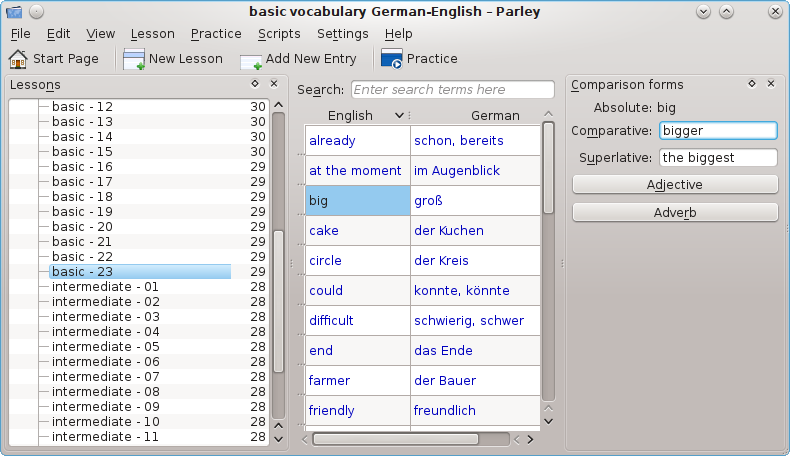 basic vocabulary German-English – Parley
File Edit View Lesson Practice Scripts Settings Help
Start Page New Lesson Add New Entry Practice
Lessons
basic - 12 30
basic - 13 30
basic - 14 30
basic - 15 30
basic - 16 29
basic - 17 29
basic - 18 29
basic - 19 29
basic - 20 29
basic - 21 29
basic - 22 29
basic - 23 29
intermediate - 01 28
intermediate - 02 28
intermediate - 03 28
intermediate - 04 28
intermediate - 05 28
intermediate - 06 28
intermediate - 07 28
intermediate - 08 28
intermediate - 09 28
intermediate - 10 28
intermediate - 11 28
Search: Enter search terms here
English German
already schon, bereits
at the moment im Augenblick
big groß
cake der Kuchen
circle der Kreis
could konnte, könnte
difficult schwierig, schwer
end das Ende
farmer der Bauer
friendly freundlich
Comparison forms
Absolute: big
Comparative: bigger
Superlative: the biggest
Adjective
Adverb